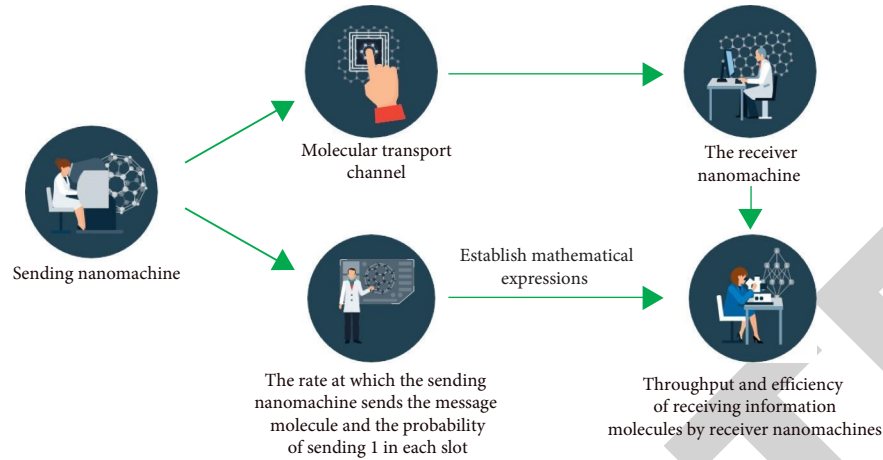 Molecular transport
channel
The receiver
nanomachine
Sending nanomachine
Establish mathematical
expressions
The rate at which the sending
nanomachine sends the message
molecule and the probability
of sending 1 in each slot
Throughput and efficiency
of receiving information
molecules by receiver nanomachines